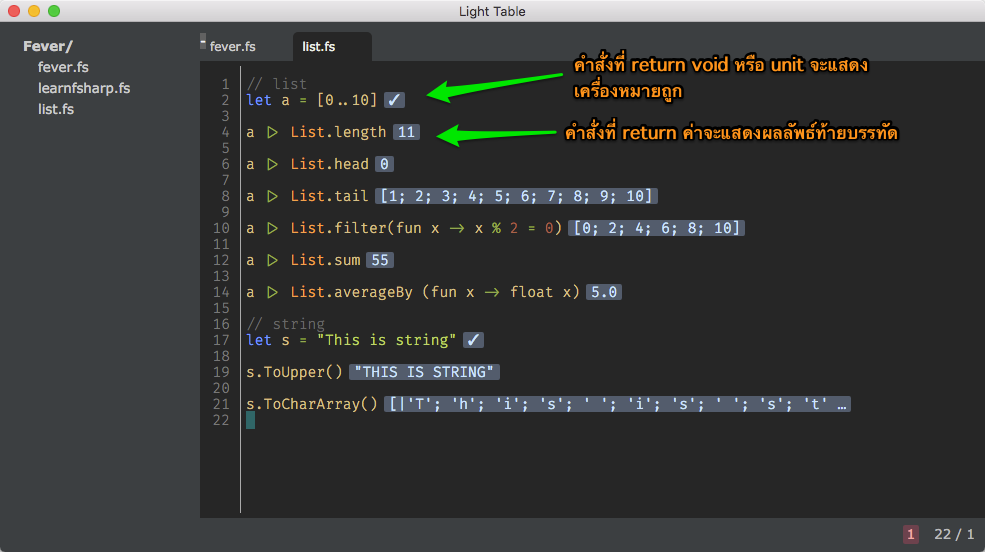 Light Table
Fever/
fever.fs
learnfsharp.fs
list.fs
fever.fs
list.fs
คำสั่งที่ return void หรือ unit จะแสดง
เครื่องหมายถูก
คำสั่งที่ return ค่าจะแสดงผลลัพธ์ท้ายบรรทัด
1 // list
2 let a = [0..10] ✓
3
4 a ▷ List.length 11
5
6 a ▷ List.head 0
7
8 a ▷ List.tail [1; 2; 3; 4; 5; 6; 7; 8; 9; 10]
9
10 a ▷ List.filter(fun x → x % 2 = 0) [0; 2; 4; 6; 8; 10]
11
12 a ▷ List.sum 55
13
14 a ▷ List.averageBy (fun x → float x) 5.0
15
16 // string
17 let s = "This is string" ✓
18
19 s.ToUpper() "THIS IS STRING"
20
21 s.ToCharArray() [|'T'; 'h'; 'i'; 's'; ' '; 'i'; 's'; ' '; 's'; 't' …
22
1 22 / 1